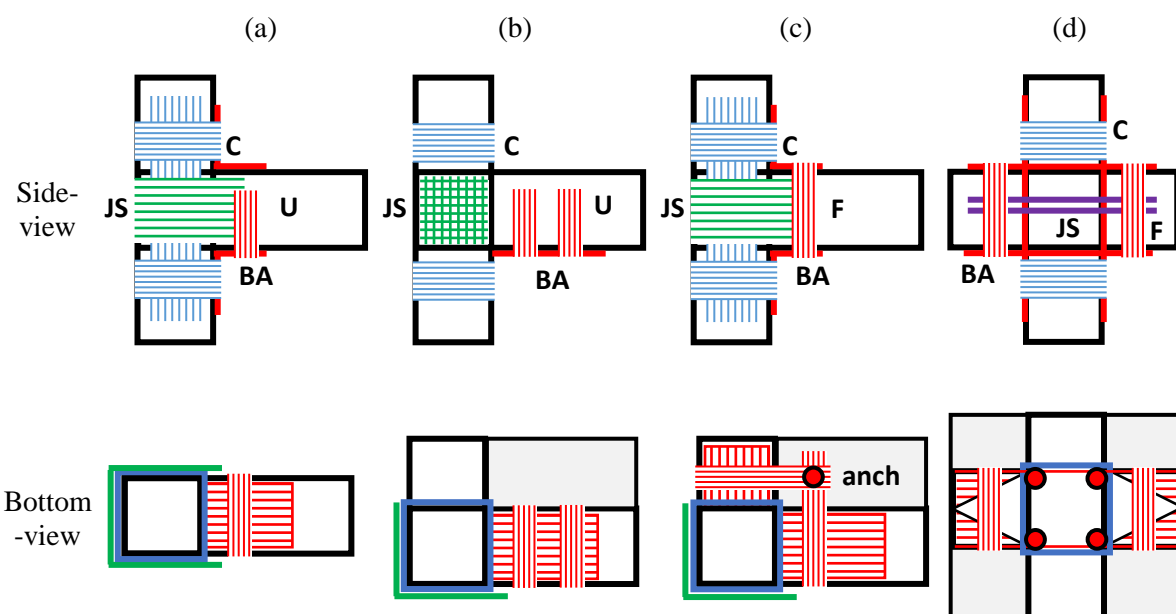 (a) (b) (c) (d)
C C C
Side-
view
JS U JS U JS F JS F
BA BA BA BA
anch
Bottom
-view